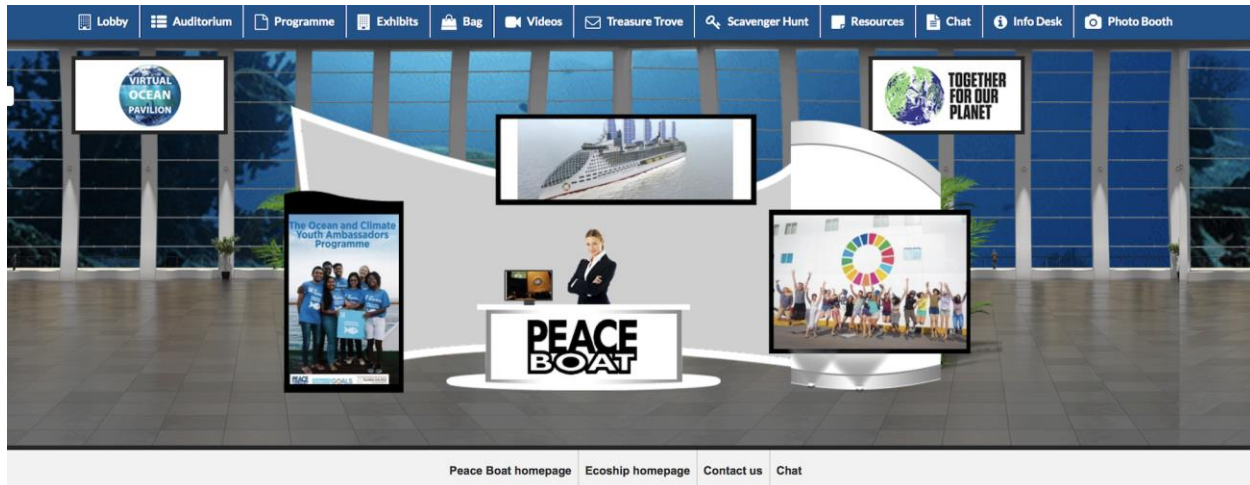 Lobby
Auditorium
Programme
Exhibits
Bag
Videos
Treasure Trove
Scavenger Hunt
Resources
Chat
Info Desk
Photo Booth
VIRTUAL
OCEAN
PAVILION
TOGETHER
FOR OUR
PLANET
The Ocean and Climate
Youth Ambassadors
Programme
PEACE
BOAT
Peace Boat homepage
Ecoship homepage
Contact us
Chat